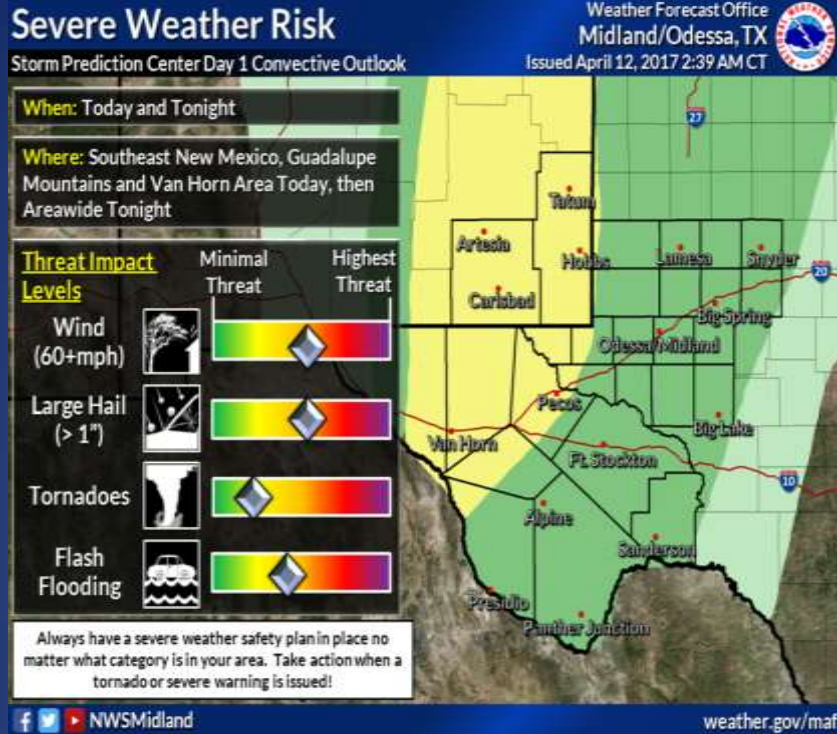 Severe Weather Risk
Storm Prediction Center Day 1 Convective Outlook
Weather Forecast Office
Midland/Odessa, TX
Issued April 12, 2017 2:39 AM CT
When: Today and Tonight
Where: Southeast New Mexico, Guadalupe
Mountains and Van Horn Area Today, then
Areawide Tonight
Threat Impact
Levels
Minimal
Threat
Highest
Threat
Wind
(60+mph)
Large Hail
(> 1")
Tornadoes
Flash
Flooding
Always have a severe weather safety plan in place no
matter what category is in your area. Take action when a
tornado or severe warning is issued!
27
Tatum
Artesia
Hobbs
Lamesa
Snyder
20
Carlsbad
Big Spring
Odessa/Midland
Pecos
Van Horn
Big Lake
Ft. Stockton
10
Alpine
Sanderson
Presidio
Panther Junction
NWSMidland
weather.gov/maf